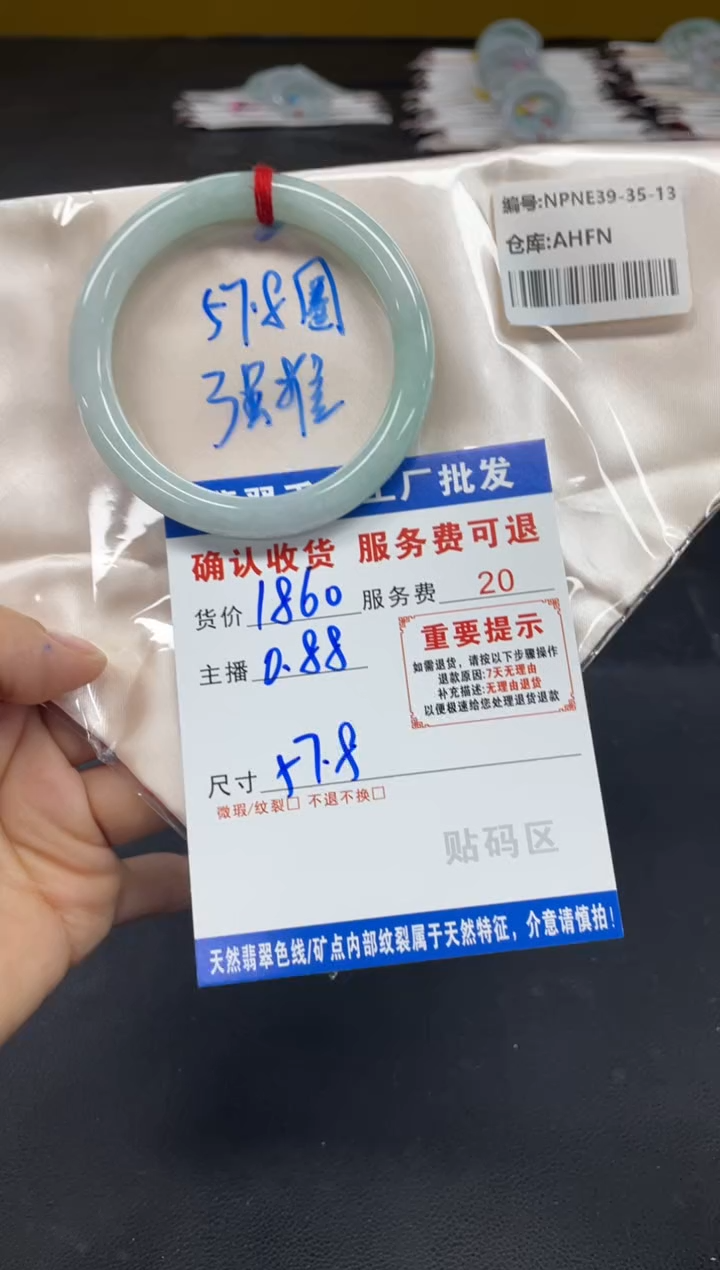 编号:NPNE39-35-13
仓库:AHFN
57.8圈
强推
翡翠 工厂批发
确认收货 服务费可退
货价 1860 服务费 20
主播 0.88
重要提示
如需退货，请按以下步骤操作
退款原因:7天无理由
补充描述:无理由退货
以便极速给您处理退货退款
尺寸 57.8
微瑕/纹裂□ 不退不换□
贴码区
天然翡翠色线/矿点内部纹裂属于天然特征，介意请慎拍！